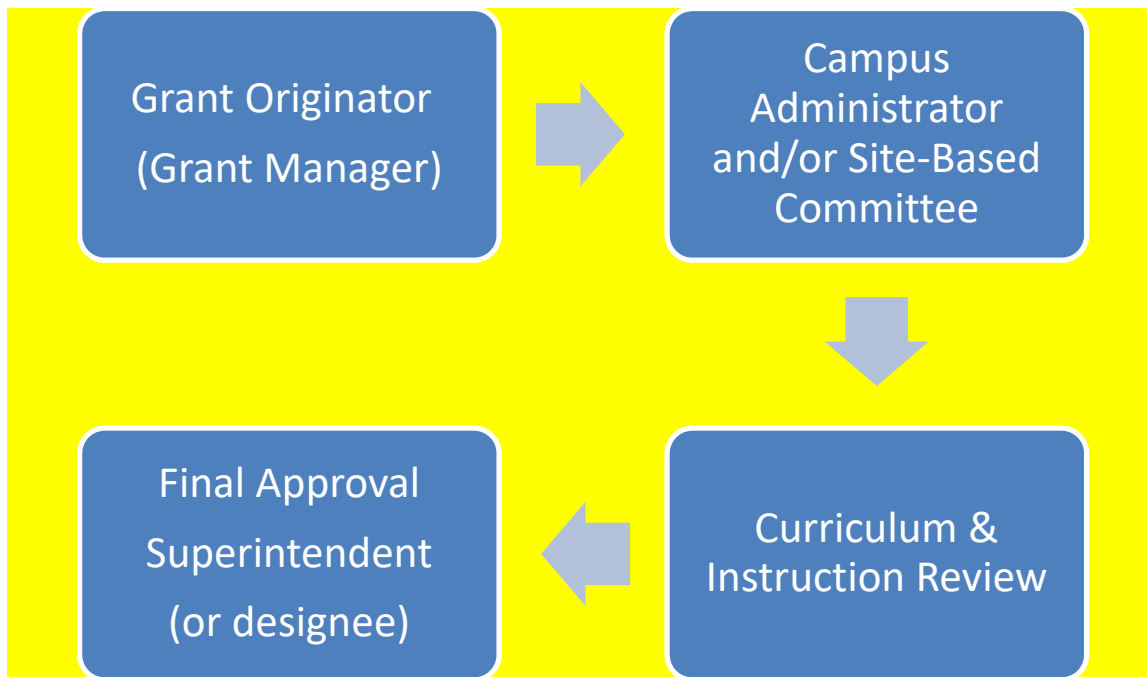 Grant Originator
(Grant Manager)
Campus
Administrator
and/or Site-Based
Committee
Curriculum &
Instruction Review
Final Approval
Superintendent
(or designee)